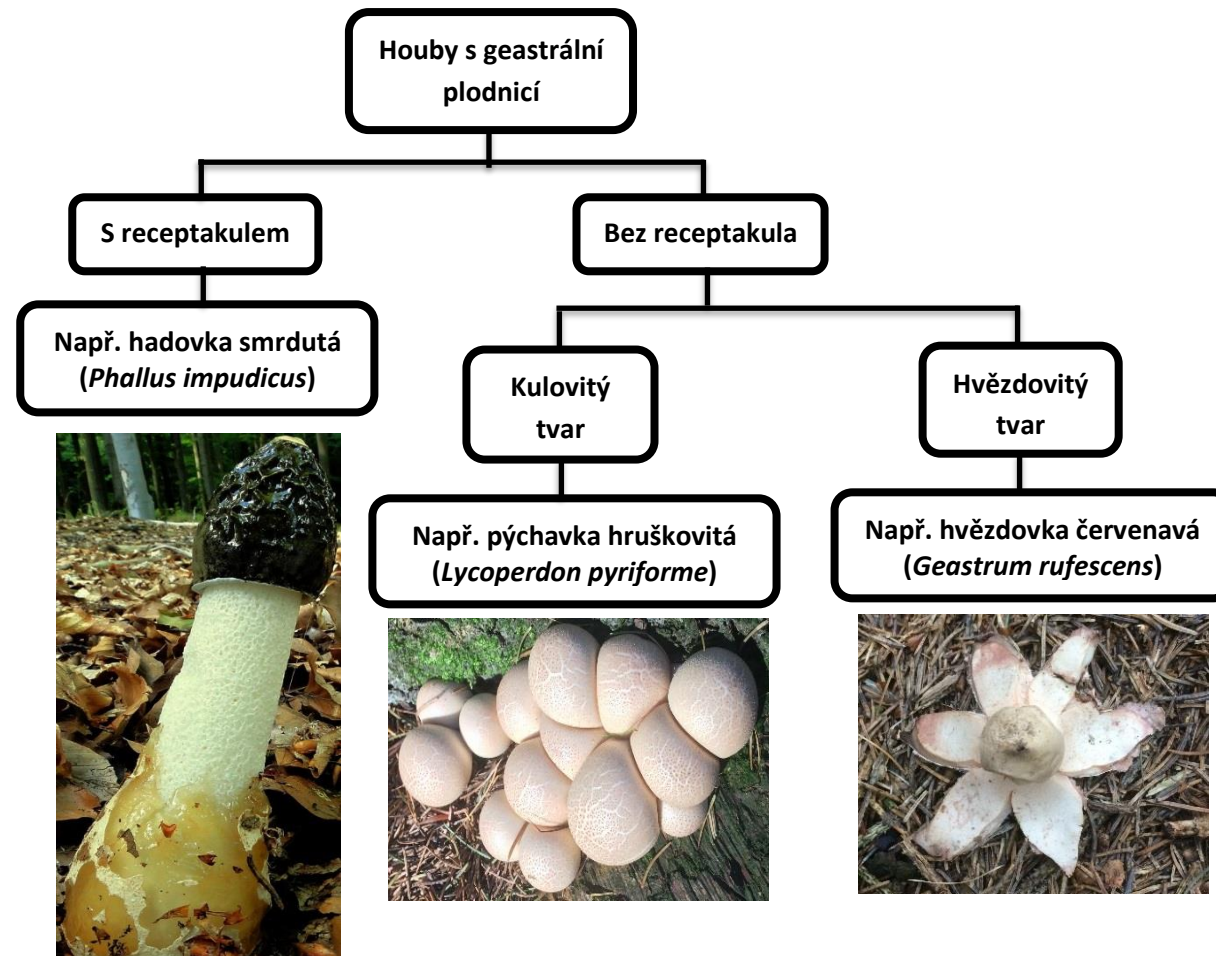 Houby s geastrální
plodnicí
S receptakulem
Bez receptakula
Např. hadovka smrdutá
(Phallus impudicus)
Kulovitý
tvar
Hvězdovitý
tvar
Např. pýchavka hruškovitá
(Lycoperdon pyriforme)
Např. hvězdovka červenavá
(Geastrum rufescens)